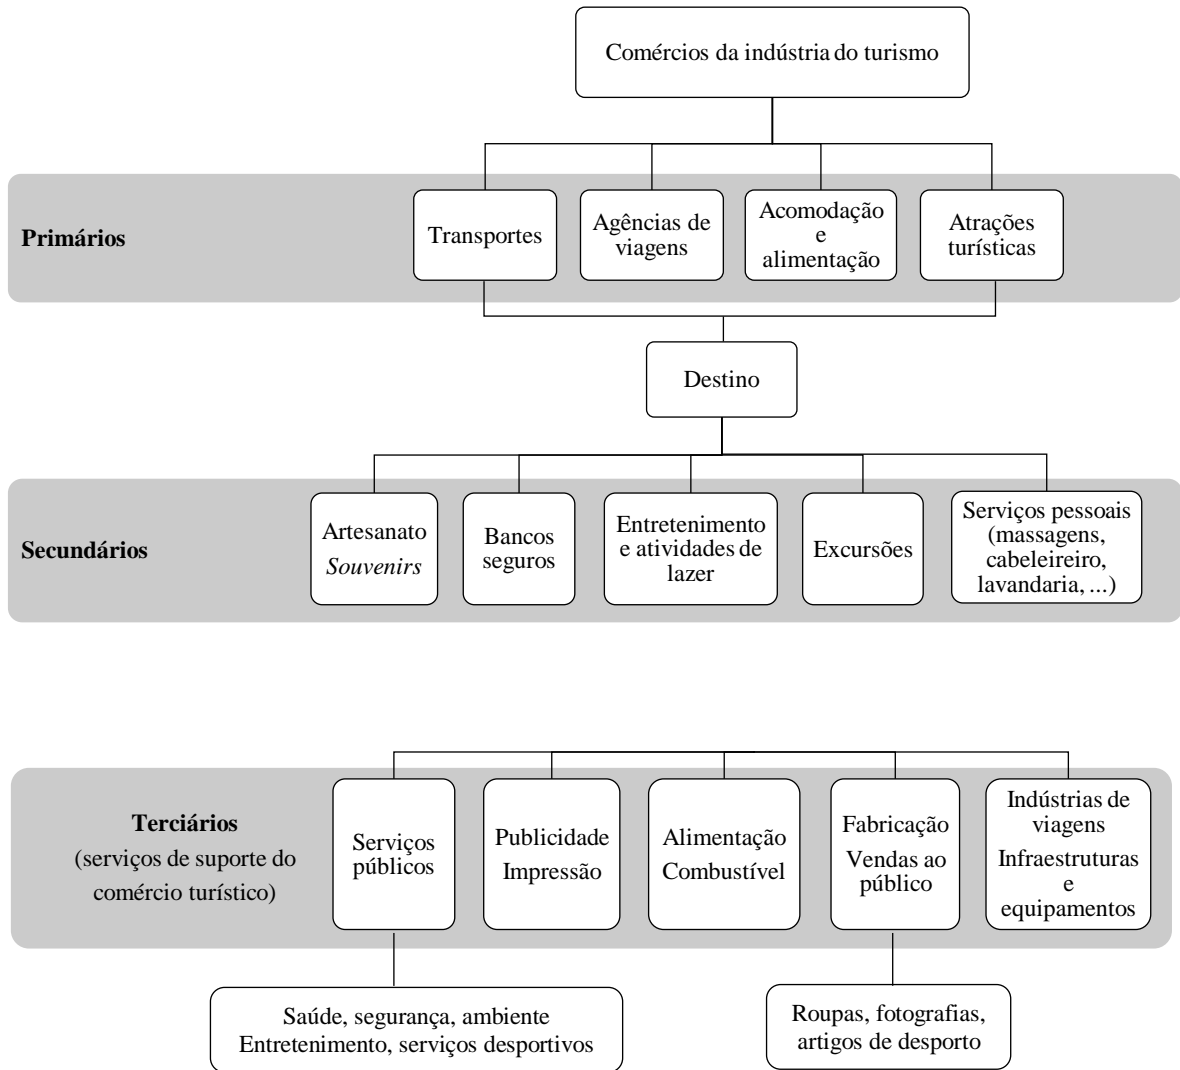 Comércios da indústria do turismo
Primários
Transportes
Agências de
viagens
Acomodação
e
alimentação
Atrações
turísticas
Destino
Secundários
Artesanato
Souvenirs
Bancos
seguros
Entretenimento
e atividades de
lazer
Excursões
Serviços pessoais
(massagens,
cabeleireiro,
lavandaria, ...)
Terciários
(serviços de suporte do
comércio turístico)
Serviços
públicos
Publicidade
Impressão
Alimentação
Combustível
Fabricação
Vendas ao
público
Indústrias de
viagens
Infraestruturas
e
equipamentos
Saúde, segurança, ambiente
Entretenimento, serviços desportivos
Roupas, fotografias,
artigos de desporto